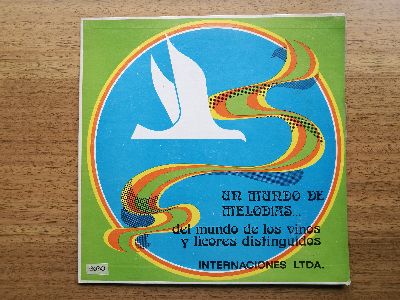 UN MUNDO DE
MELODIAS...
del mundo de los vinos
y licores distinguidos
INTERNACIONES LTDA.